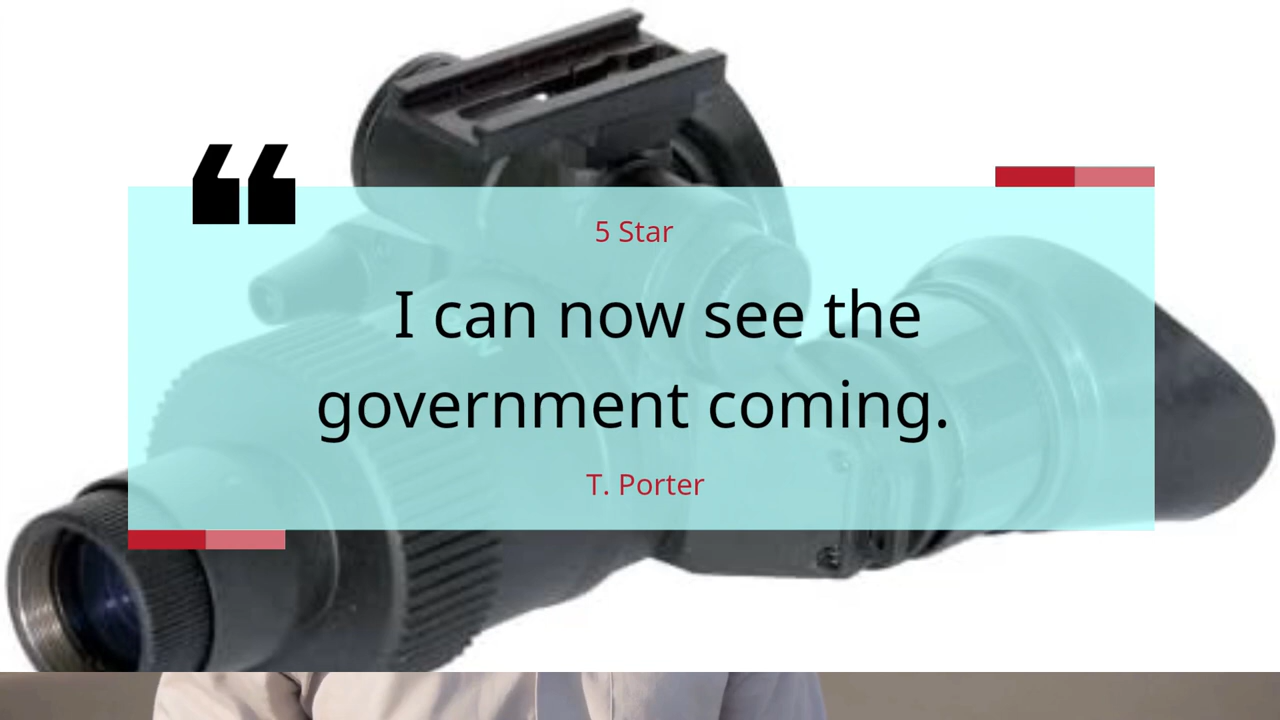 “
5 Star
I can now see the
government coming.
T. Porter